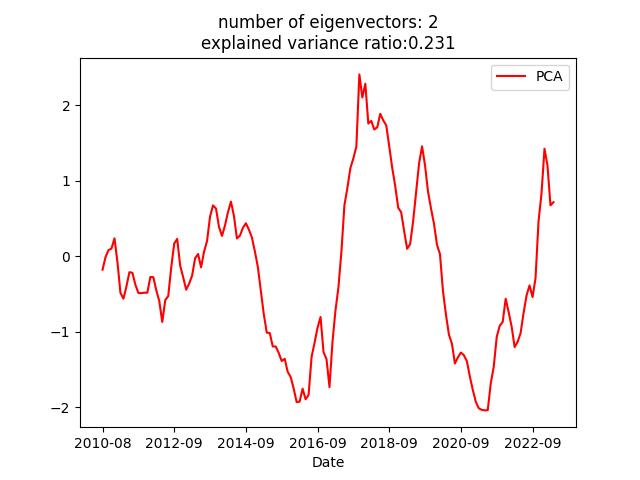 number of eigenvectors: 2
explained variance ratio:0.231
PCA
2
1
0
−1
−2
2010-08 2012-09 2014-09 2016-09 2018-09 2020-09 2022-09
Date